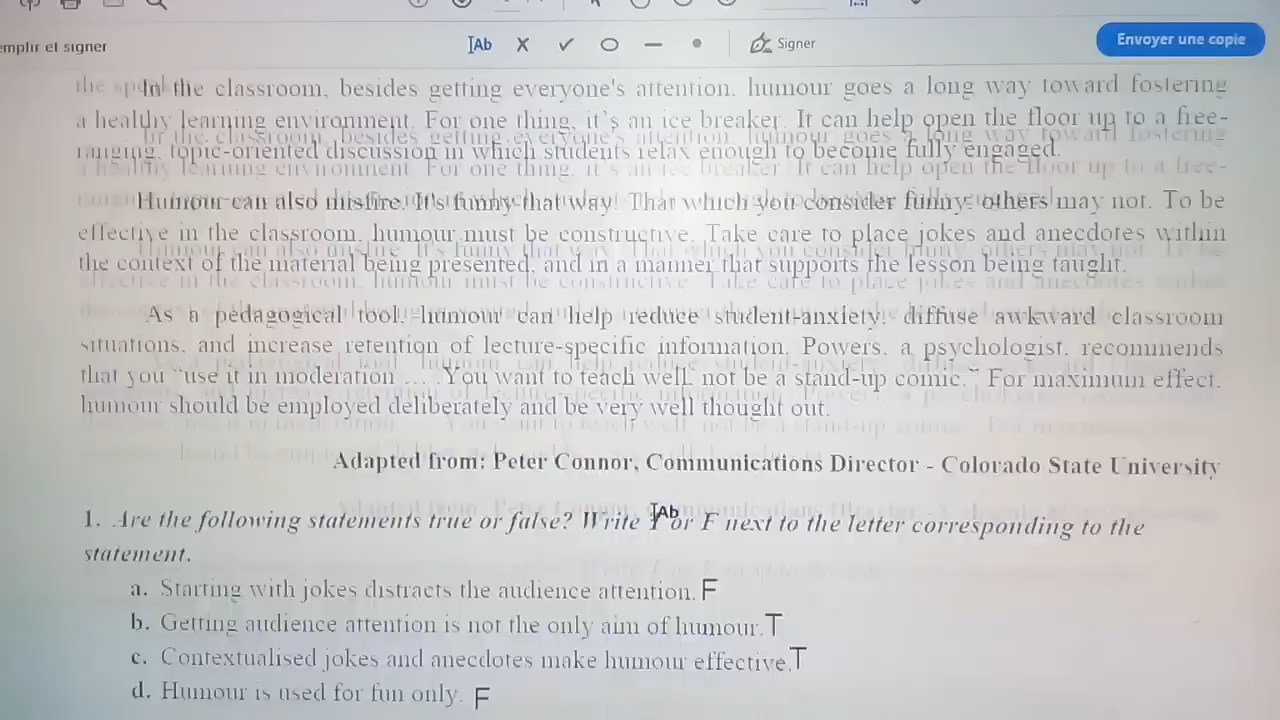 emplir et signer
Ab
Signer
Envoyer une copie
In the classroom, besides getting everyone's attention, humour goes a long way toward fostering
a healthy learning environment. For one thing, it's an ice breaker. It can help open the floor up to a free-
ranging, topic-oriented discussion in which students relax enough to become fully engaged.
Humour can also misfire. It's funny that way! That which you consider funny, others may not. To be
effective in the classroom, humour must be constructive. Take care to place jokes and anecdotes within
the context of the material being presented, and in a manner that supports the lesson being taught.
As a pedagogical tool, humour can help reduce student-anxiety, diffuse awkward classroom
situations, and increase retention of lecture-specific information. Powers, a psychologist, recommends
that you "use it in moderation … .You want to teach well, not be a stand-up comic." For maximum effect,
humour should be employed deliberately and be very well thought out.
Adapted from: Peter Connor, Communications Director - Colorado State University
1. Are the following statements true or false? Write T or F next to the letter corresponding to the
statement.
a. Starting with jokes distracts the audience attention. F
b. Getting audience attention is not the only aim of humour. T
c. Contextualised jokes and anecdotes make humour effective. T
d. Humour is used for fun only. F